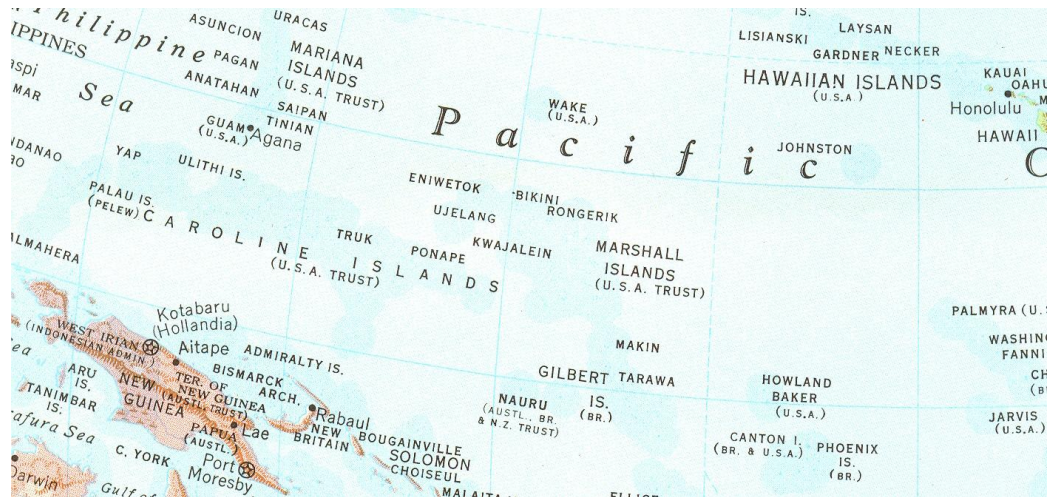 Philippine
IPPINES
Sea
ASUNCION
URACAS
PAGAN
ANATAHAN
MARIANA
ISLANDS
(U.S.A. TRUST)
SAIPAN
TINIAN
GUAM
(U.S.A.)
Agana
MAR
YAP
ULITHI IS.
PALAU IS.
(PELEW)
CAROLINE ISLANDS
(U.S.A. TRUST)
TRUK
PONAPE
Pacific
WAKE
(U.S.A.)
ENIWETOK
BIKINI
RONGERIK
UJELANG
KWAJALEIN
MARSHALL
ISLANDS
(U.S.A. TRUST)
IS.
LAYSAN
LISIANSKI
GARDNER
NECKER
HAWAIIAN ISLANDS
(U.S.A.)
KAUAI
OAHU
Honolulu
HAWAII
JOHNSTON
PALMYRA (U.S.
MAKIN
GILBERT
IS.
(BR.)
TARAWA
NAURU
(AUSTL., BR.
& N.Z. TRUST)
HOWLAND
BAKER
(U.S.A.)
CANTON I.
(BR. & U.S.A.)
PHOENIX
IS.
(BR.)
JARVIS
(U.S.A.)
Kotabaru
(Hollandia)
WEST IRIAN
(INDONESIAN ADMIN.)
Aitape
ADMIRALTY IS.
BISMARCK
ARCH.
ARU
IS.
TANIMBAR
IS.
NEW
GUINEA
TER. OF
NEW GUINEA
(AUSTL. TRUST)
PAPUA
(AUSTL.)
Lae
Rabaul
NEW
BRITAIN
BOUGAINVILLE
SOLOMON
CHOISEUL
C. YORK
Port
Moresby
Darwin
Gulf of